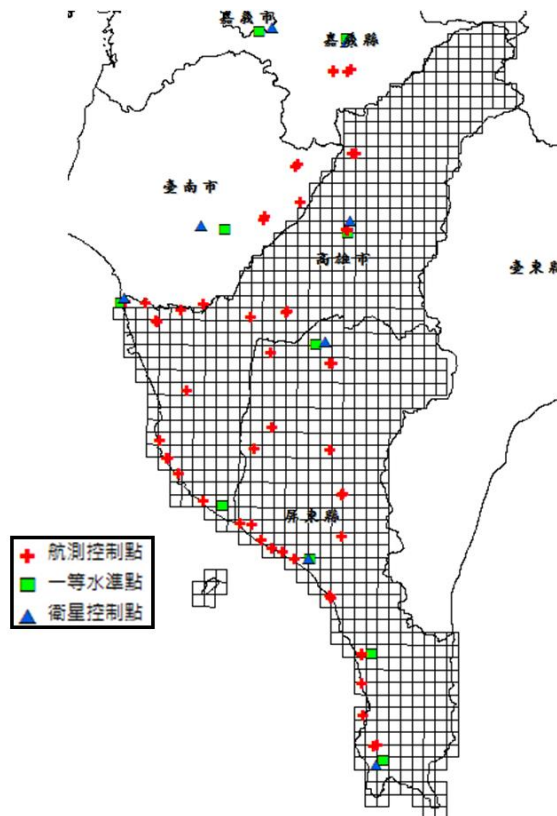 嘉義市
嘉義縣
臺南市
高雄市
臺東縣
屏東縣
航測控制點
一等水準點
衛星控制點